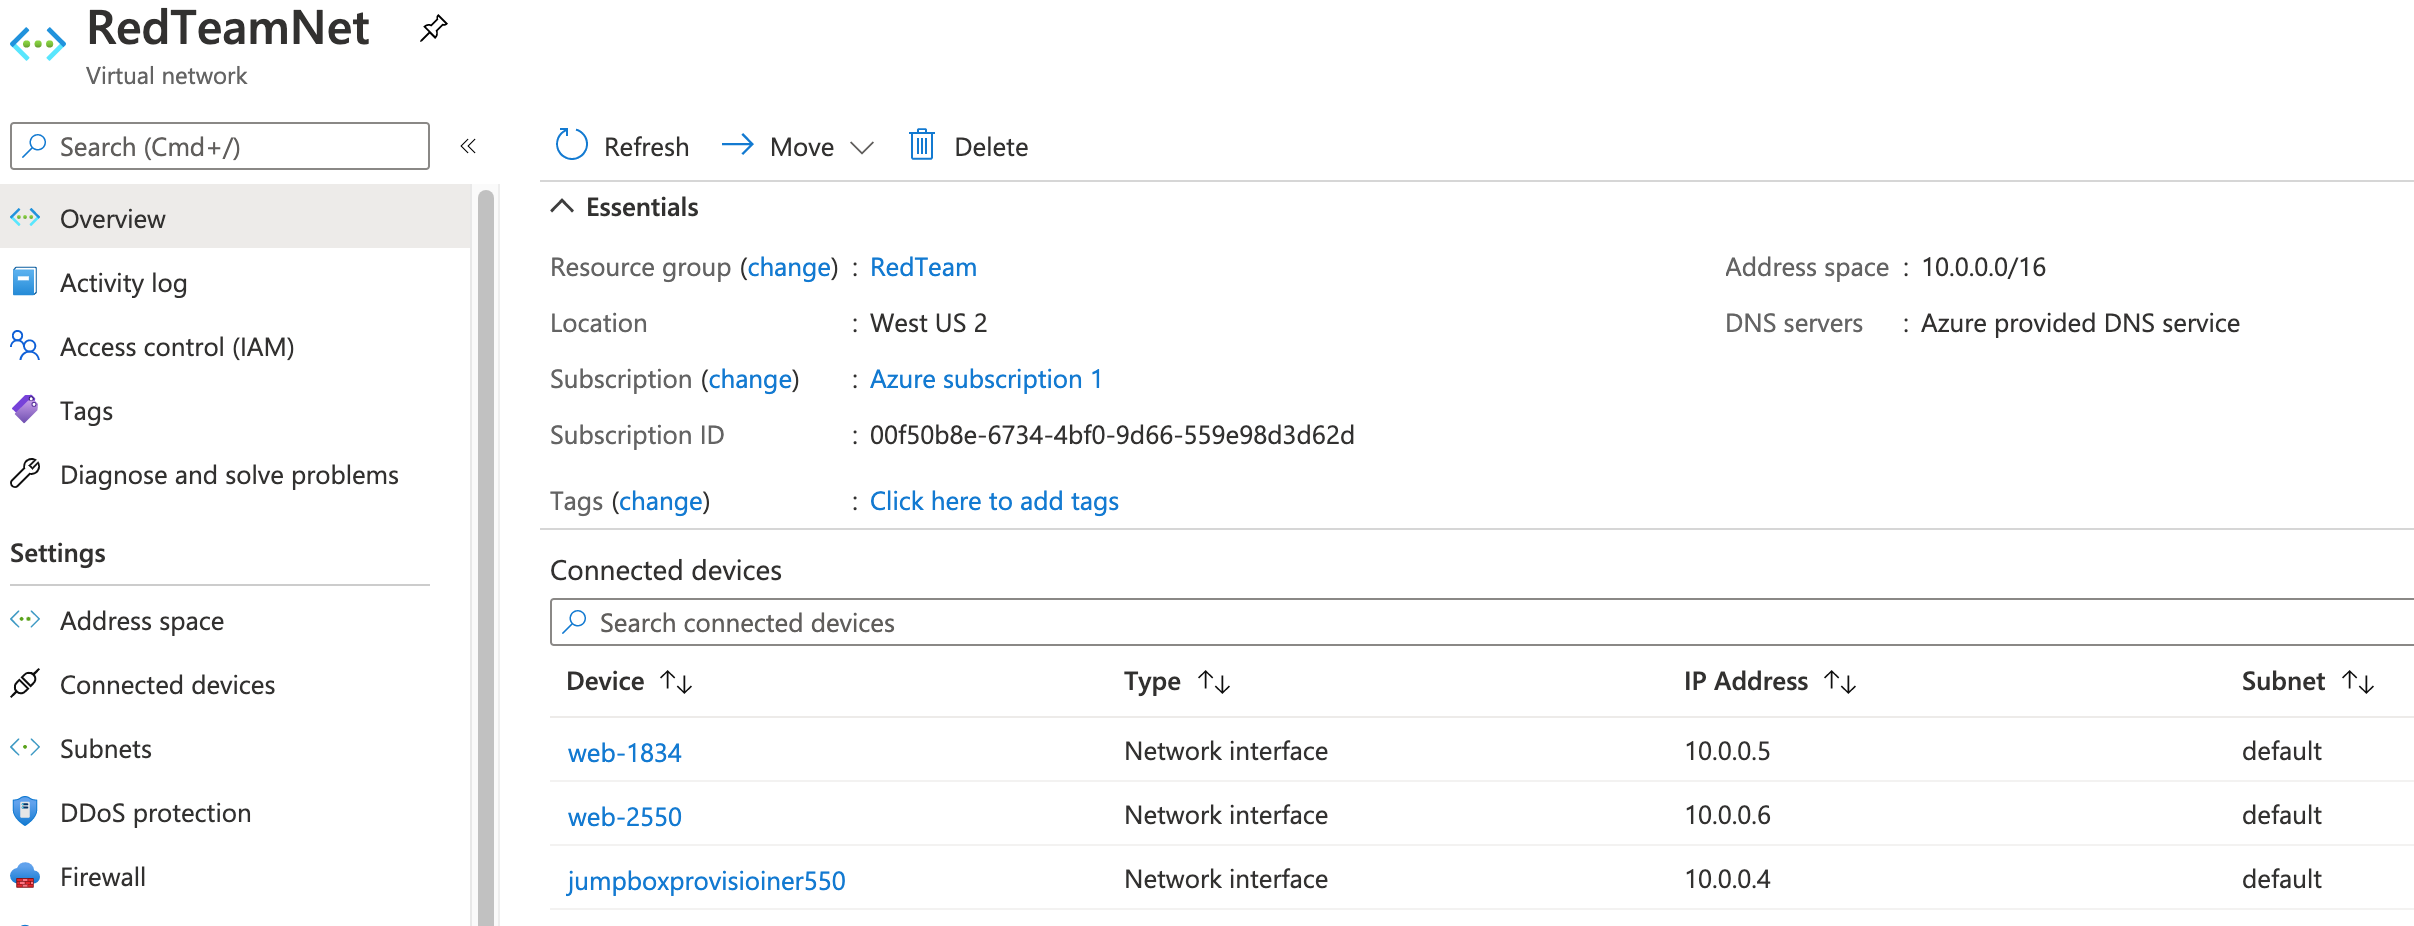 RedTeamNet
Virtual network
Search (Cmd+/)
«
Refresh Move Delete
Overview
Activity log
Access control (IAM)
Tags
Diagnose and solve problems
Settings
Address space
Connected devices
Subnets
DDoS protection
Firewall
Essentials
Resource group (change) : RedTeam
Location : West US 2
Subscription (change) : Azure subscription 1
Subscription ID : 00f50b8e-6734-4bf0-9d66-559e98d3d62d
Tags (change) : Click here to add tags
Address space : 10.0.0.0/16
DNS servers : Azure provided DNS service
Connected devices
Search connected devices
Device ↑↓ Type ↑↓ IP Address ↑↓ Subnet ↑↓
web-1834 Network interface 10.0.0.5 default
web-2550 Network interface 10.0.0.6 default
jumpboxprovisioiner550 Network interface 10.0.0.4 default